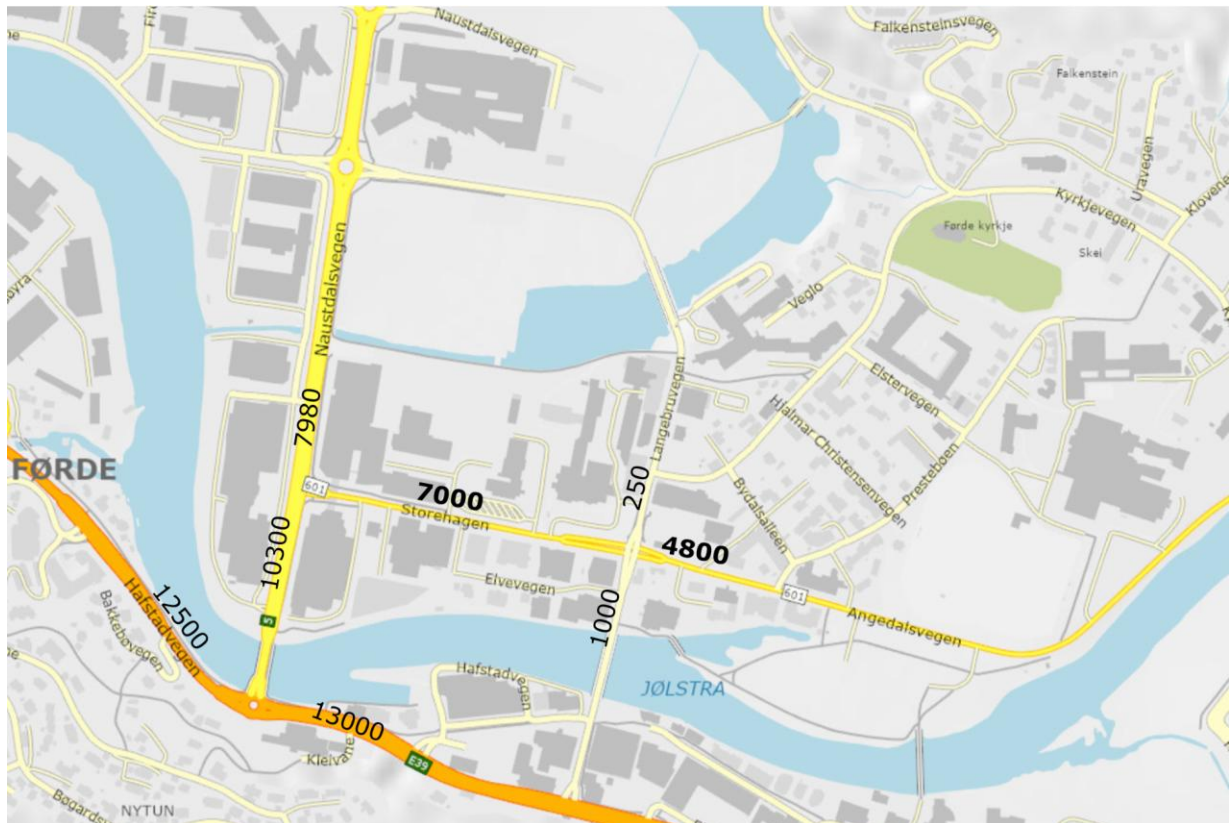 Naustdalsvegen
Falkensteinsvegen
Falkenstein
Uravegen
Klovene
Kyrkjevegen
Førde kyrkje
Skei
Naustdalsvegen
Veglo
Langebruvegen
Elstervegen
Hjalmar Christensenvegen
Prestebøen
Bydalsalleen
7980
FØRDE
601
7000
Storehagen
250
10300
4800
Elvevegen
601
Angedalsvegen
1000
12500
Hafstadvegen
Bakkebøvegen
5
Hafstadvegen
JØLSTRA
13000
Kleivane
E39
NYTUN